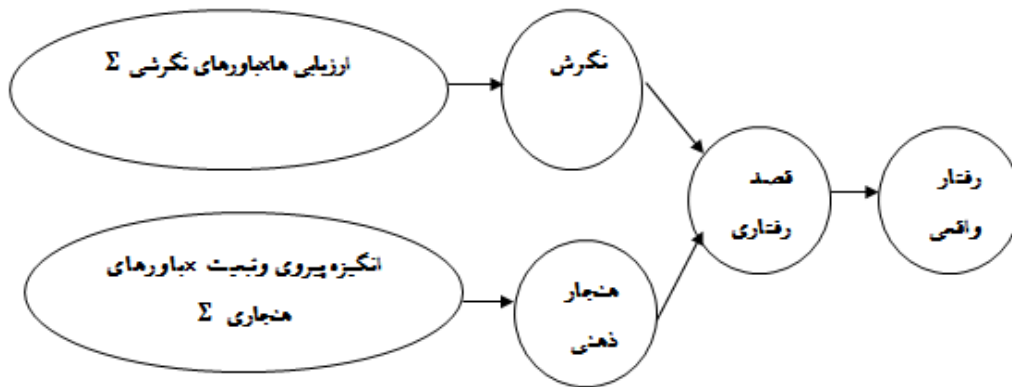 ارزیابی ها×باورهای نگرشی Σ
نگرش
قصد
رفتاری
رفتار
واقعی
انگیزه پیروی وتبعیت ×باورهای
هنجاری Σ
هنجار
ذهنی